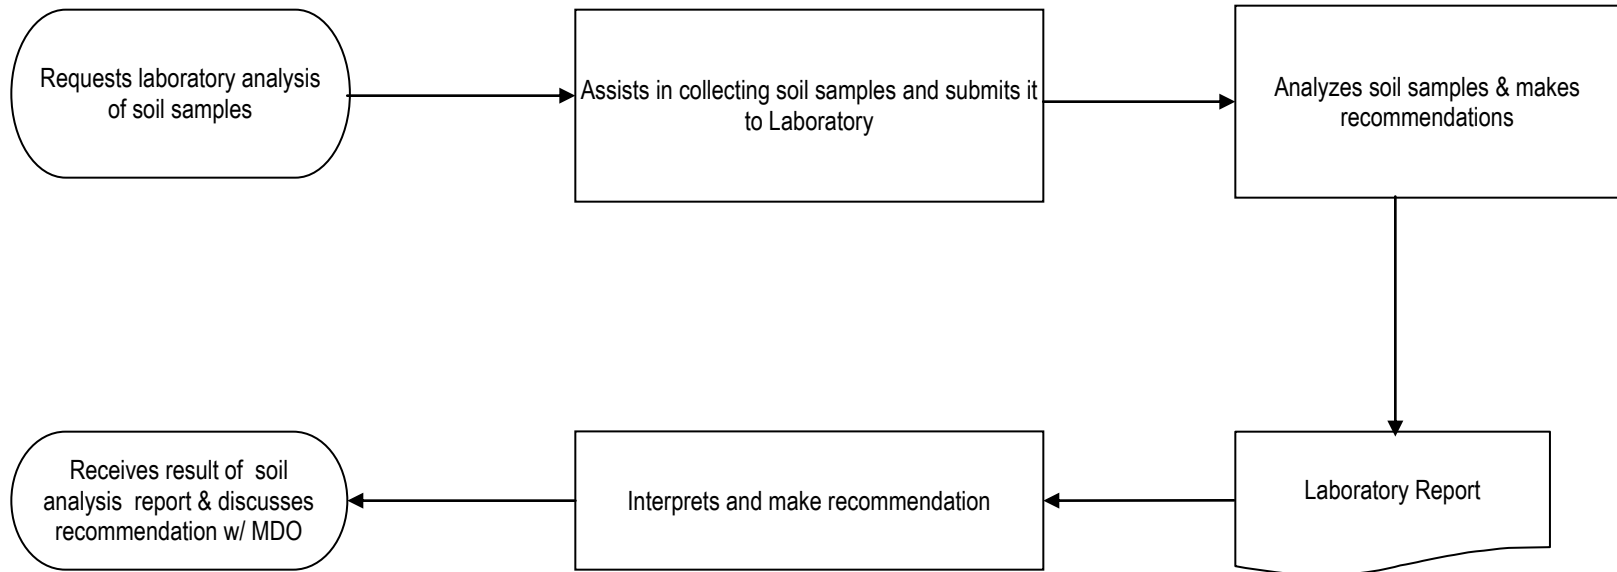 Requests laboratory analysis
of soil samples
Assists in collecting soil samples and submits it
to Laboratory
Analyzes soil samples & makes
recommendations
Receives result of soil
analysis report & discusses
recommendation w/ MDO
Interprets and make recommendation
Laboratory Report